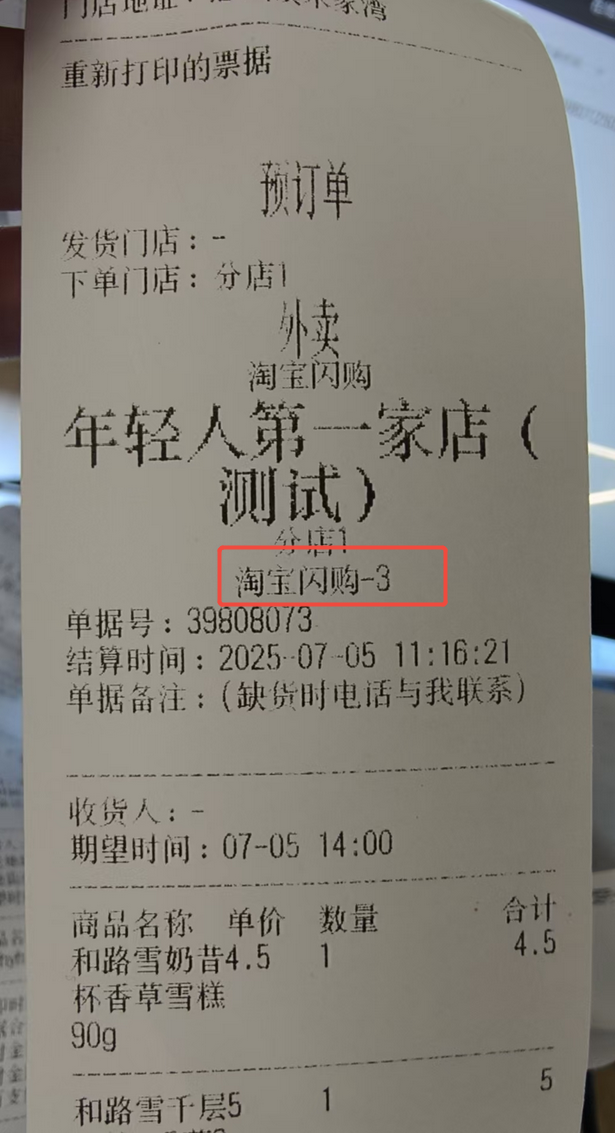 门店地址：
重新打印的票据
预订单
发货门店：-
下单门店：分店1
外卖
淘宝闪购
年轻人第一家店（
测试）
分店1
淘宝闪购-3
单据号：39808073
结算时间：2025-07-05 11:16:21
单据备注：(缺货时电话与我联系)
收货人：-
期望时间：07-05 14:00
商品名称 单价 数量 合计
和路雪奶昔4.5 1 4.5
杯香草雪糕
90g
和路雪千层5 1 5